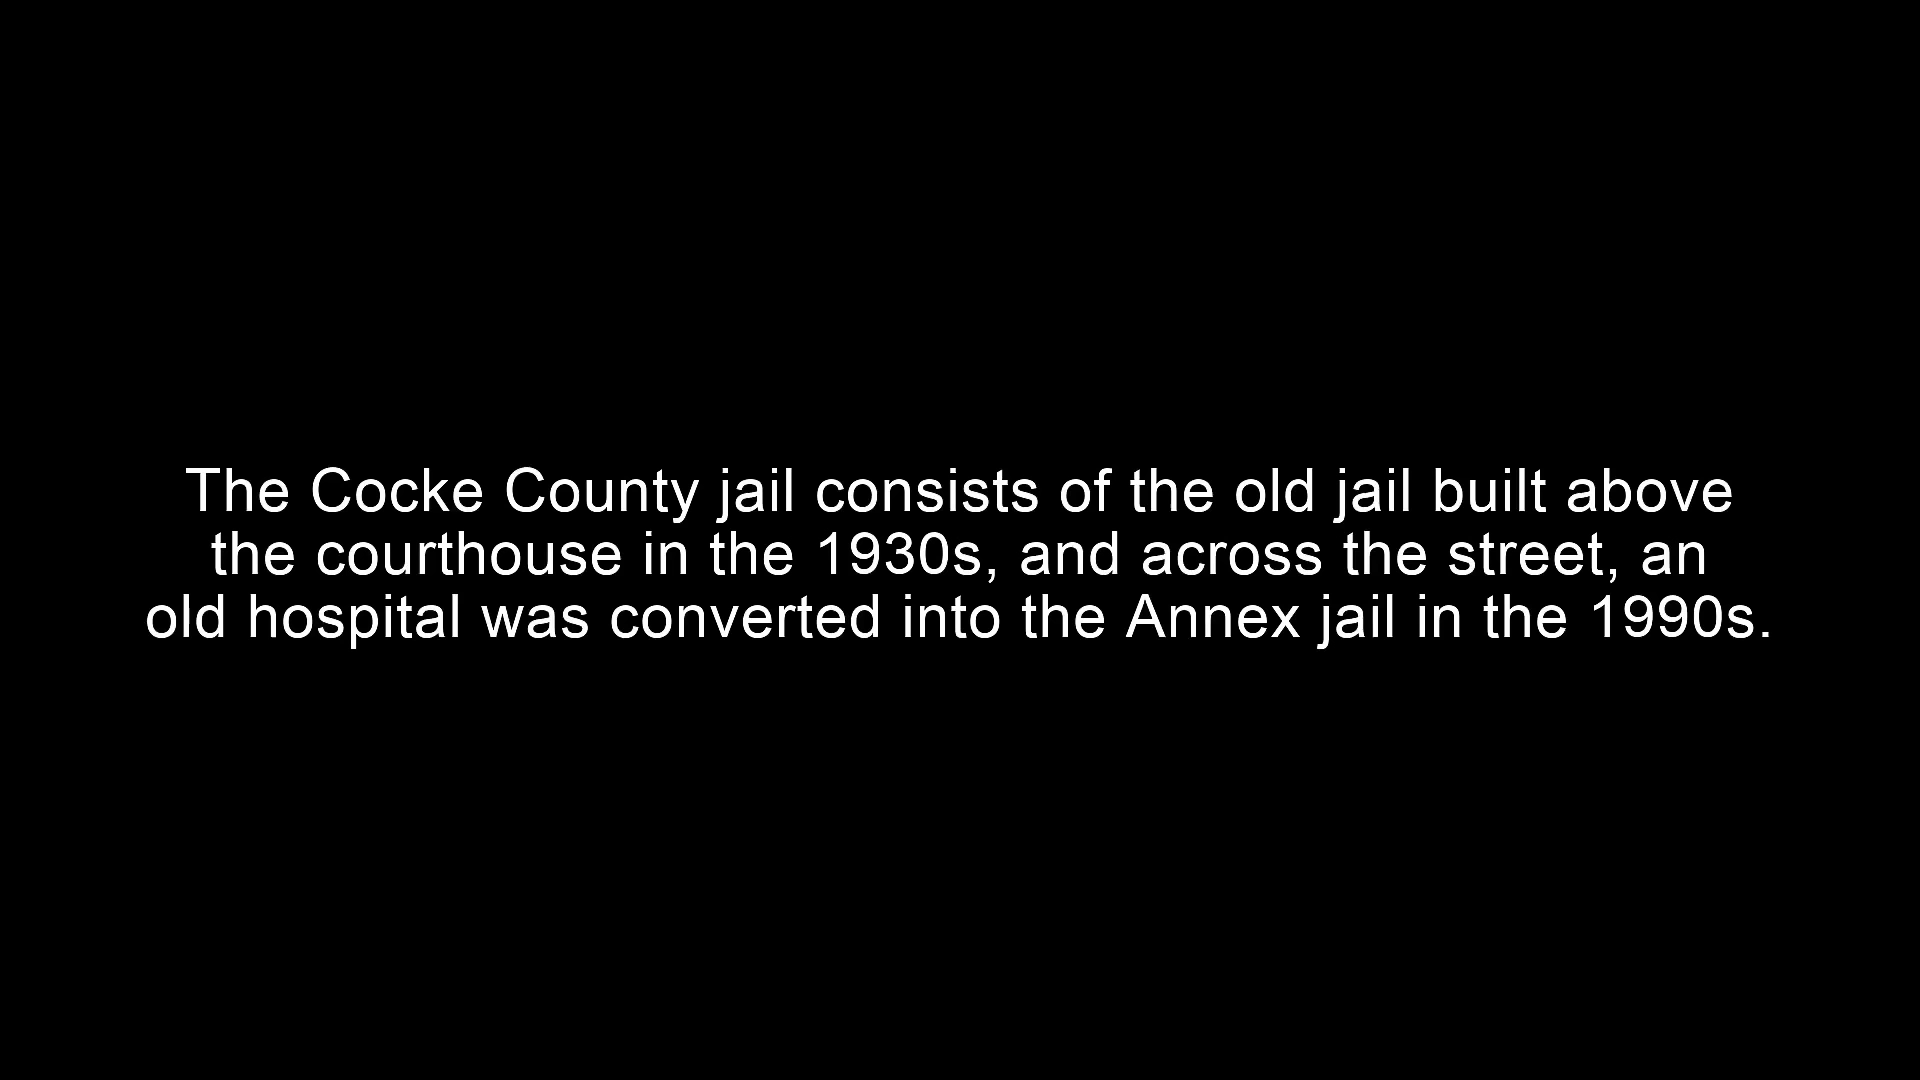 The Cocke County jail consists of the old jail built above
the courthouse in the 1930s, and across the street, an
old hospital was converted into the Annex jail in the 1990s.